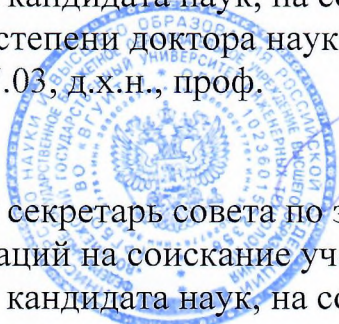 кандидата наук, на со
степени доктора наук
.03, д.х.н., проф.
секретарь совета по з
аций на соискание уч
кандидата наук, на со